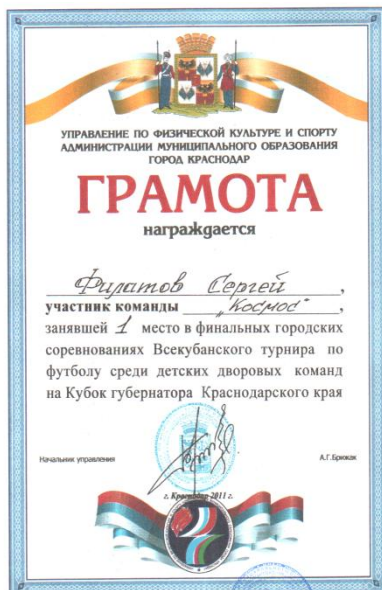 УПРАВЛЕНИЕ ПО ФИЗИЧЕСКОЙ КУЛЬТУРЕ И СПОРТУ
АДМИНИСТРАЦИИ МУНИЦИПАЛЬНОГО ОБРАЗОВАНИЯ
ГОРОД КРАСНОДАР
ГРАМОТА
награждается
Филатов Сергей,
участник команды „Космос",
занявшей 1 место в финальных городских
соревнованиях Всекубанского турнира по
футболу среди детских дворовых команд
на Кубок губернатора Краснодарского края
Начальник управления А.Г.Брижак
г. Краснодар 2011 г.